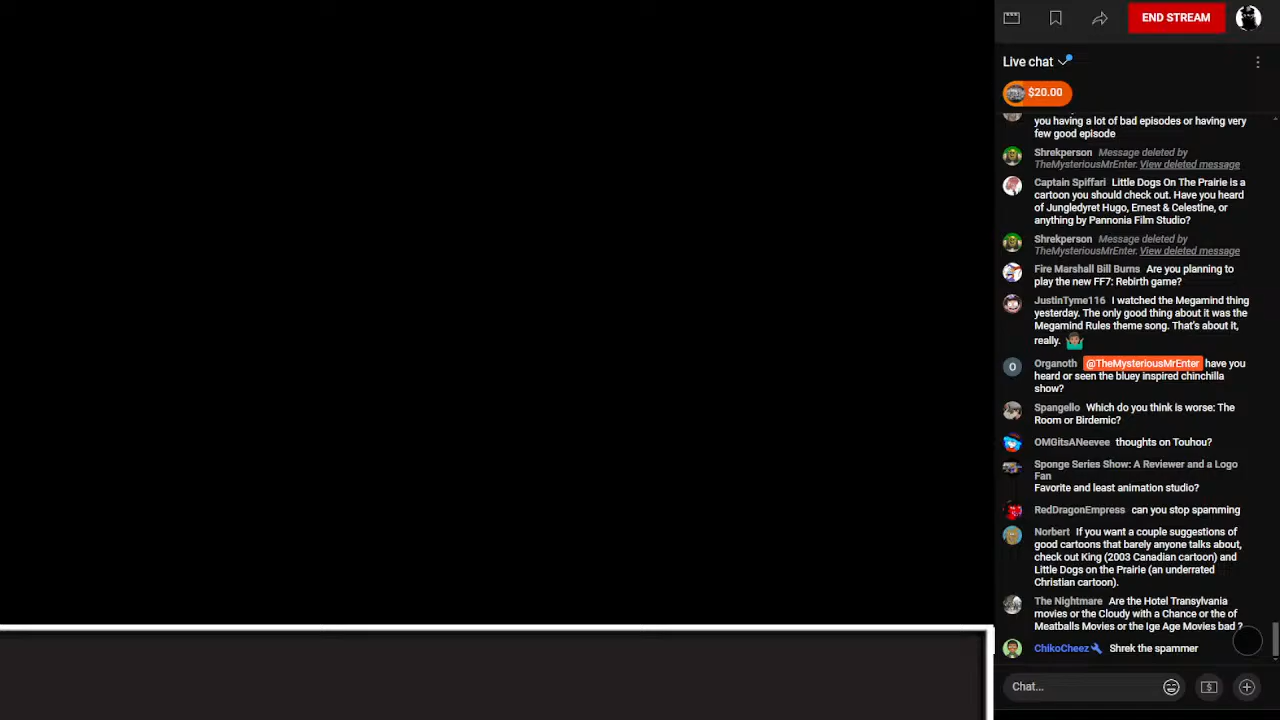 END STREAM
Live chat
$20.00
you having a lot of bad episodes or having very
few good episode
Shrekperson Message deleted by
TheMysteriousMrEnter. View deleted message
Captain Spiffari Little Dogs On The Prairie is a
cartoon you should check out. Have you heard
of Jungledyret Hugo, Ernest & Celestine, or
anything by Pannonia Film Studio?
Shrekperson Message deleted by
TheMysteriousMrEnter. View deleted message
Fire Marshall Bill Burns Are you planning to
play the new FF7: Rebirth game?
JustinTyme116 I watched the Megamind thing
yesterday. The only good thing about it was the
Megamind Rules theme song. That's about it,
really.
O
Organoth @TheMysteriousMrEnter have you
heard or seen the bluey inspired chinchilla
show?
Spangello Which do you think is worse: The
Room or Birdemic?
OMGitsANeevee thoughts on Touhou?
Sponge Series Show: A Reviewer and a Logo
Fan
Favorite and least animation studio?
RedDragonEmpress can you stop spamming
Norbert If you want a couple suggestions of
good cartoons that barely anyone talks about,
check out King (2003 Canadian cartoon) and
Little Dogs on the Prairie (an underrated
Christian cartoon).
The Nightmare Are the Hotel Transylvania
movies or the Cloudy with a Chance or the of
Meatballs Movies or the Ige Age Movies bad ?
ChikoCheez Shrek the spammer
Chat...